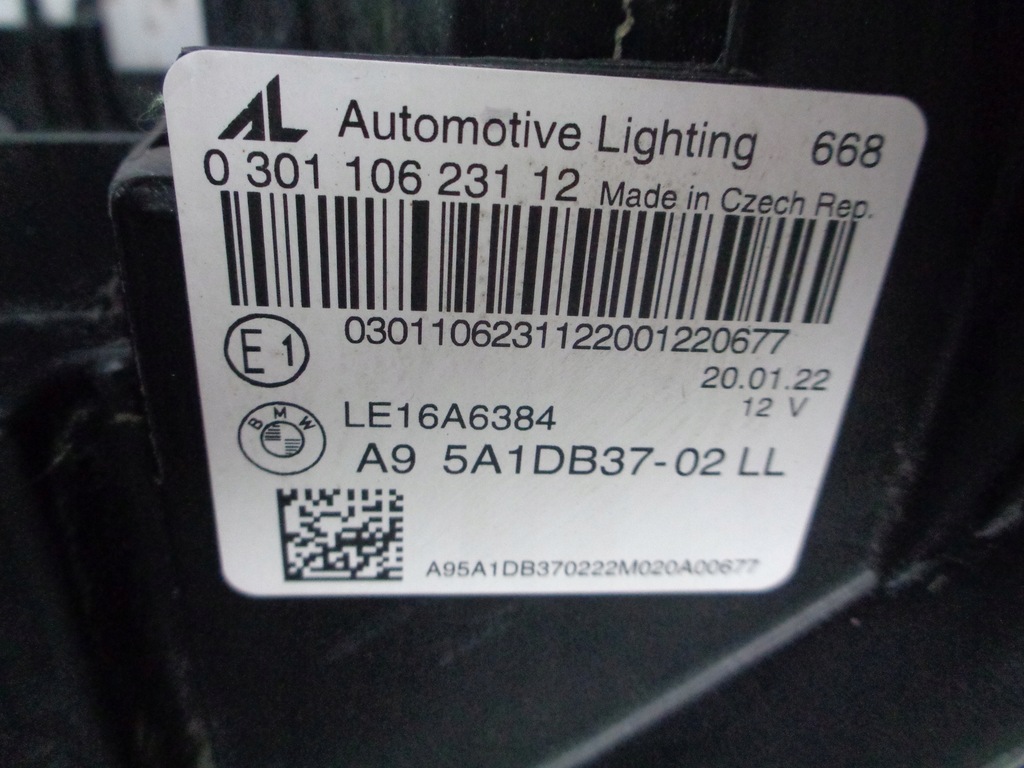 AL Automotive Lighting 668
0 301 106 231 12 Made in Czech Rep.
03011062311220012200677
E1
20.01.22
12 V
BMW
LE16A6384
A9 5A1DB37-02 LL
A95A1DB370222M020A00677